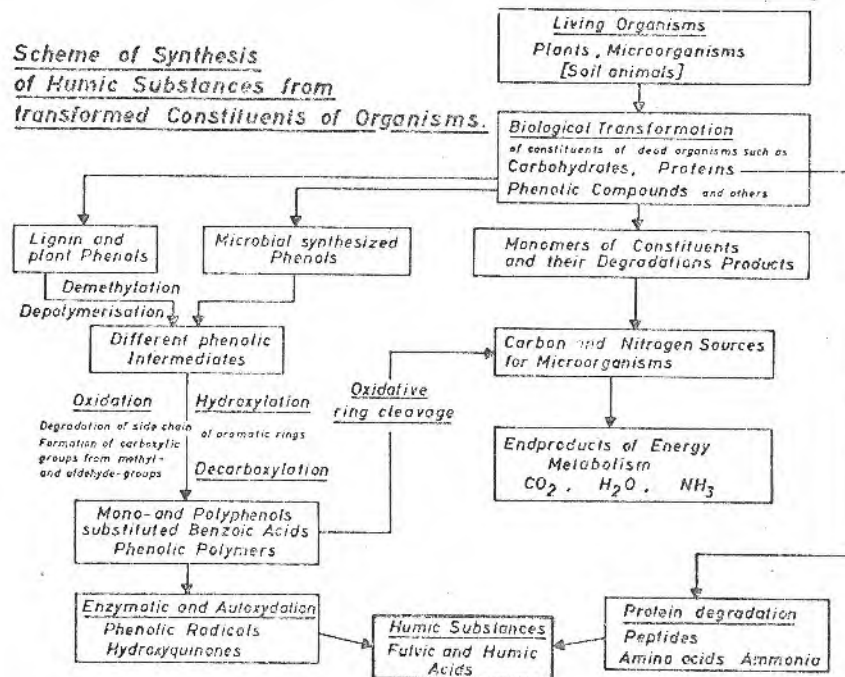 Scheme of Synthesis
of Humic Substances from
transformed Constituents of Organisms.
Living Organisms
Plants, Microorganisms
[Soil animals]
Biological Transformation
of constituents of dead organisms such as
Carbohydrates, Proteins
Phenolic Compounds and others
Lignin and
plant Phenols
Microbial synthesized
Phenols
Monomers of Constituents
and their Degradations Products
Demethylation
Depolymerisation
Different phenolic
Intermediates
Carbon and Nitrogen Sources
for Microorganisms
Oxidation
Degradation of side chain
Formation of carboxylic
groups from methyl-
and aldehyde-groups
Hydroxylation
of aromatic rings
Decarboxylation
Oxidative
ring cleavage
Endproducts of Energy
Metabolism
CO2, H2O, NH3
Mono- and Polyphenols
substituted Benzoic Acids
Phenolic Polymers
Enzymatic and Autoxydation
Phenolic Radicals
Hydroxyquinones
Humic Substances
Fulvic and Humic
Acids
Protein degradation
Peptides
Amino acids Ammonia